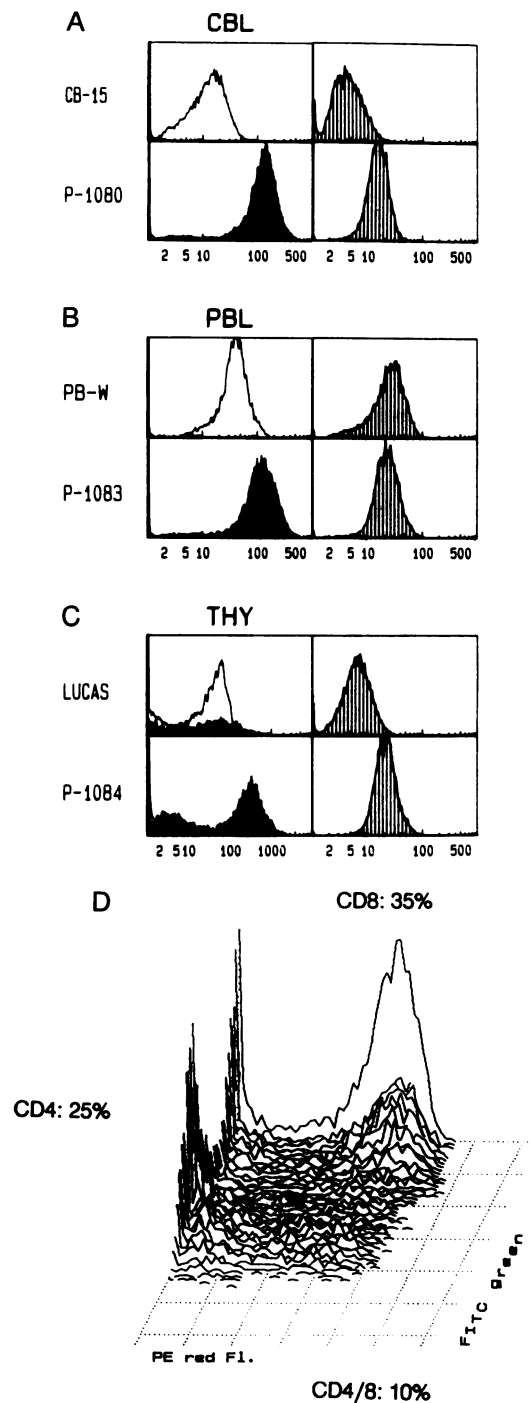 A
CBL
CB-15
P-1080
2 5 10 100 500 2 5 10 100 500
B
PBL
PB-W
P-1083
2 5 10 100 500 2 5 10 100 500
C
THY
LUCAS
P-1084
2 5 10 100 1000 2 5 10 100 500
D
CD8: 35%
CD4: 25%
FITC green
PE red Fl.
CD4/8: 10%